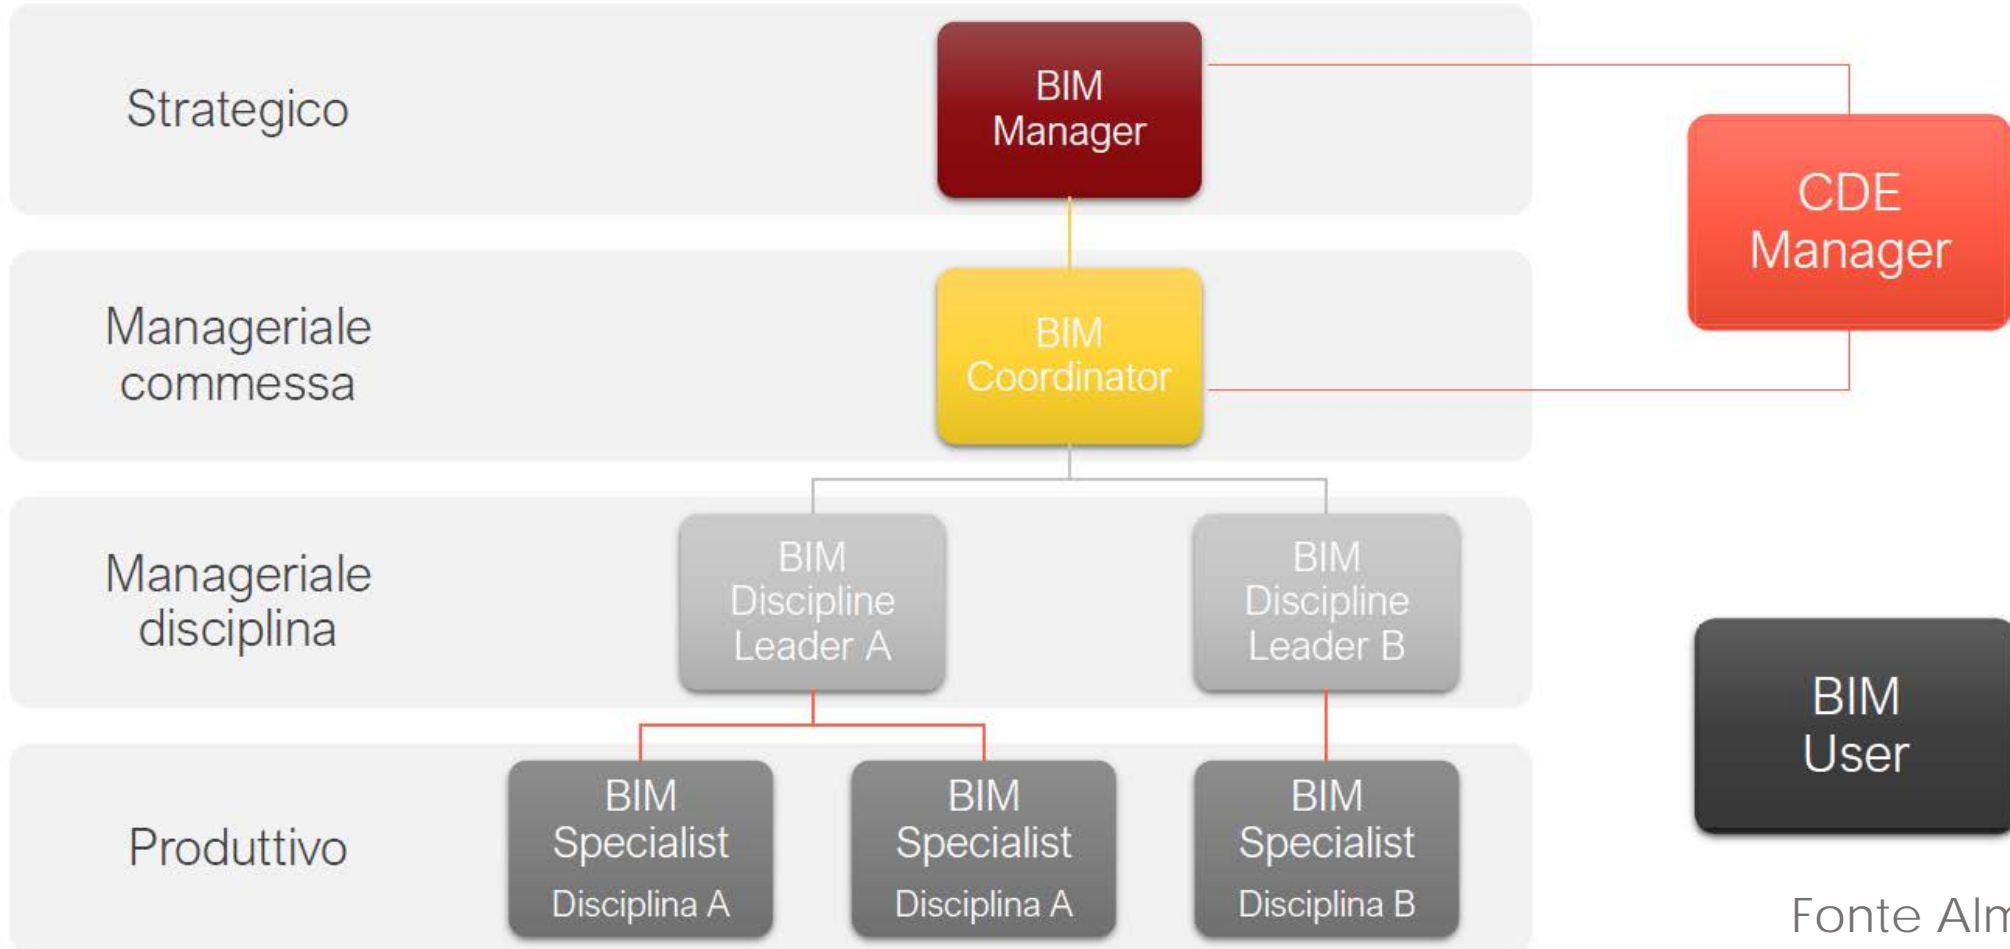 Strategico
BIM
Manager
CDE
Manager
Manageriale
commessa
BIM
Coordinator
Manageriale
disciplina
BIM
Discipline
Leader A
BIM
Discipline
Leader B
BIM
User
Produttivo
BIM
Specialist
Disciplina A
BIM
Specialist
Disciplina A
BIM
Specialist
Disciplina B
Fonte